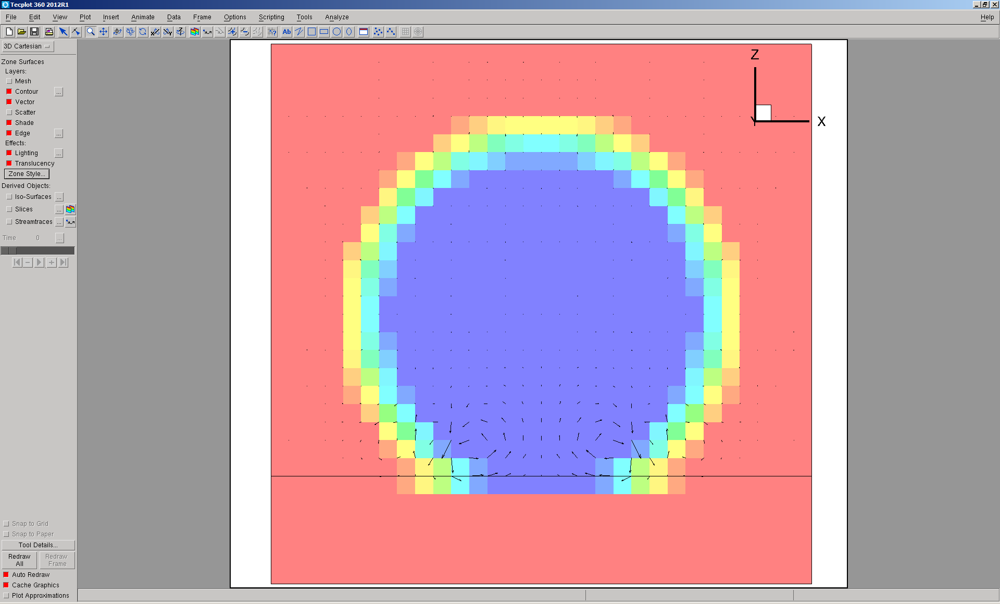 Tecplot 360 2012R1
File Edit View Plot Insert Animate Data Frame Options Scripting Tools Analyze Help
Ab
3D Cartesian
Zone Surfaces
Layers:
Mesh
Contour ...
Vector
Scatter
Shade
Edge ...
Effects:
Lighting ...
Translucency
Zone Style...
Derived Objects:
Iso-Surfaces ...
Slices ...
Streamtraces ...
Time 0 ...
Snap to Grid
Snap to Paper
Tool Details...
Redraw All
Redraw Frame
Auto Redraw
Cache Graphics
Plot Approximations
Z
Y
X